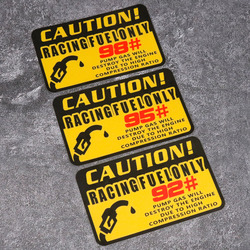 CAUTION!
RACINGFUELONLY
98#
PUMP GAS WILL
DESTROY THE ENGINE
DUE TO HIGH
COMPRESSION RATIO
CAUTION!
RACINGFUELONLY
95#
PUMP GAS WILL
DESTROY THE ENGINE
DUE TO HIGH
COMPRESSION RATIO
CAUTION!
RACINGFUELONLY
92#
PUMP GAS WILL
DESTROY THE ENGINE
DUE TO HIGH
COMPRESSION RATIO